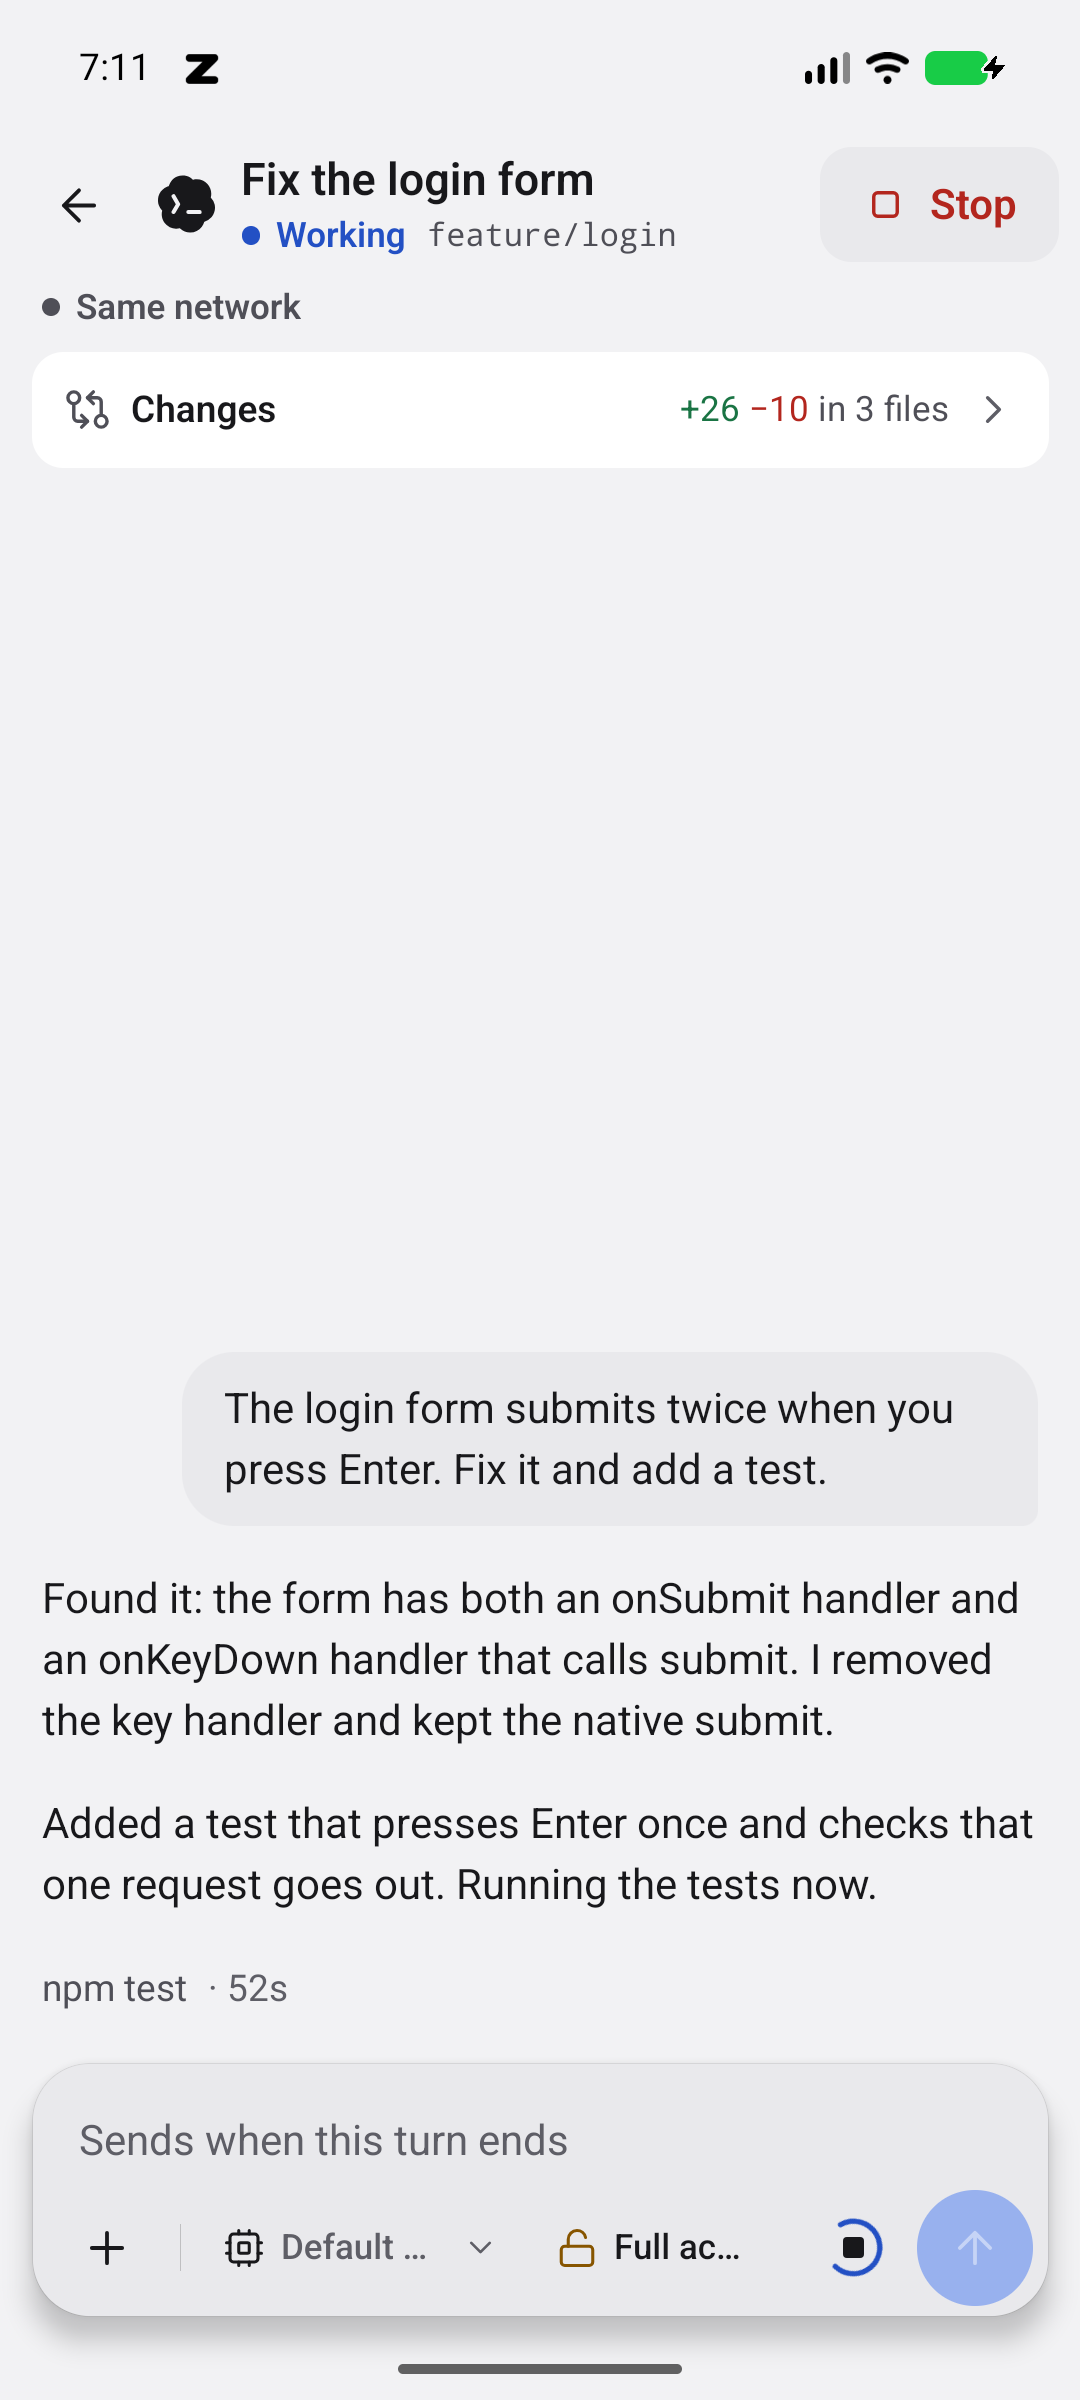 7:11
Fix the login form
Working feature/login
Stop
Same network
Changes +26 −10 in 3 files
The login form submits twice when you
press Enter. Fix it and add a test.
Found it: the form has both an onSubmit handler and
an onKeyDown handler that calls submit. I removed
the key handler and kept the native submit.
Added a test that presses Enter once and checks that
one request goes out. Running the tests now.
npm test · 52s
Sends when this turn ends
Default ... Full ac...